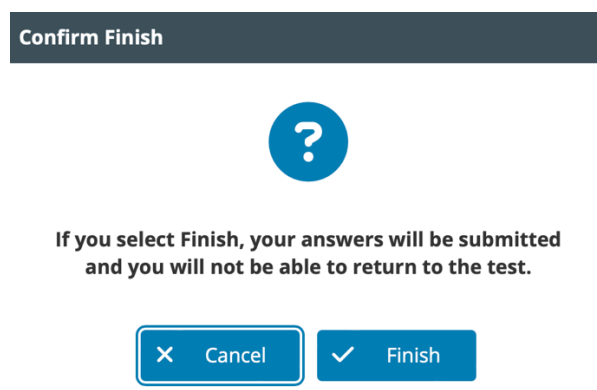 Confirm Finish
?
If you select Finish, your answers will be submitted
and you will not be able to return to the test.
Cancel
Finish